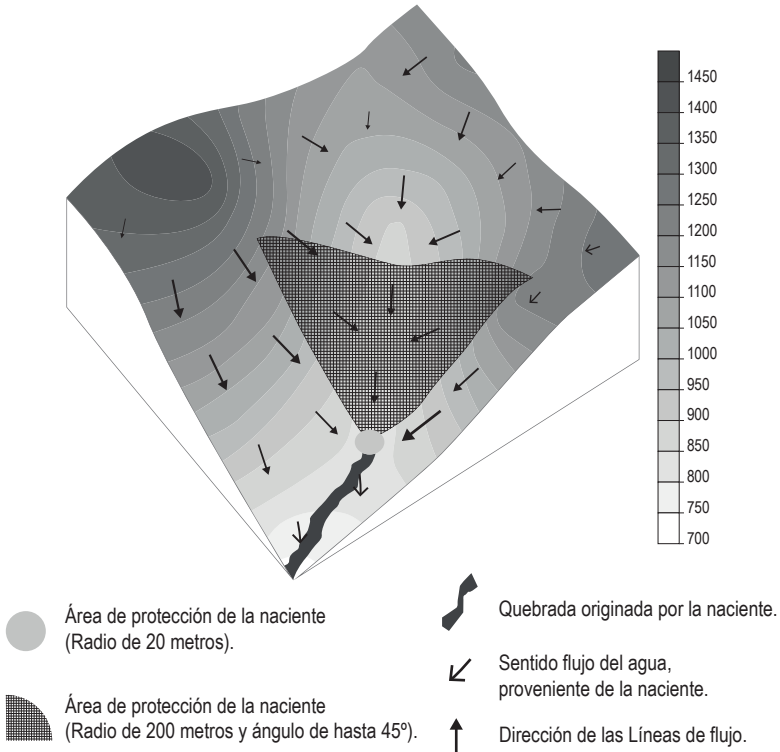 1450
1400
1350
1300
1250
1200
1150
1100
1050
1000
950
900
850
800
750
700
Área de protección de la naciente
(Radio de 20 metros).
Área de protección de la naciente
(Radio de 200 metros y ángulo de hasta 45º).
Quebrada originada por la naciente.
Sentido flujo del agua,
proveniente de la naciente.
Dirección de las Líneas de flujo.